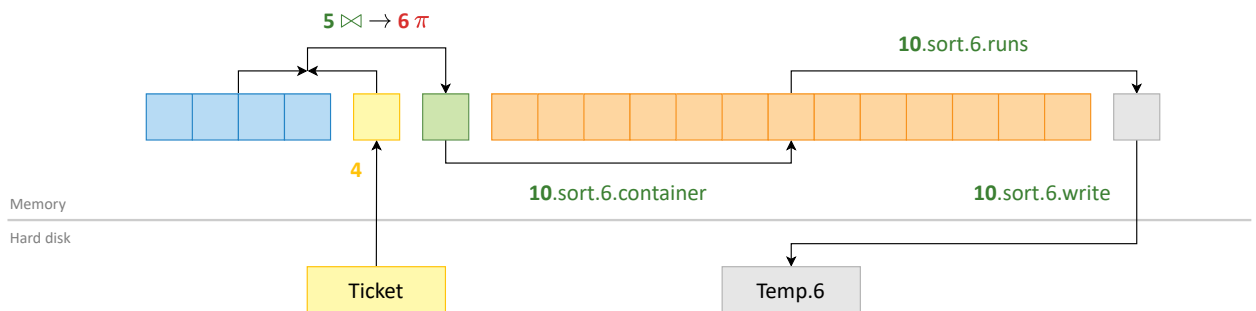 5 ⋈ → 6 π
10.sort.6.runs
4
10.sort.6.container
10.sort.6.write
Memory
Hard disk
Ticket
Temp.6